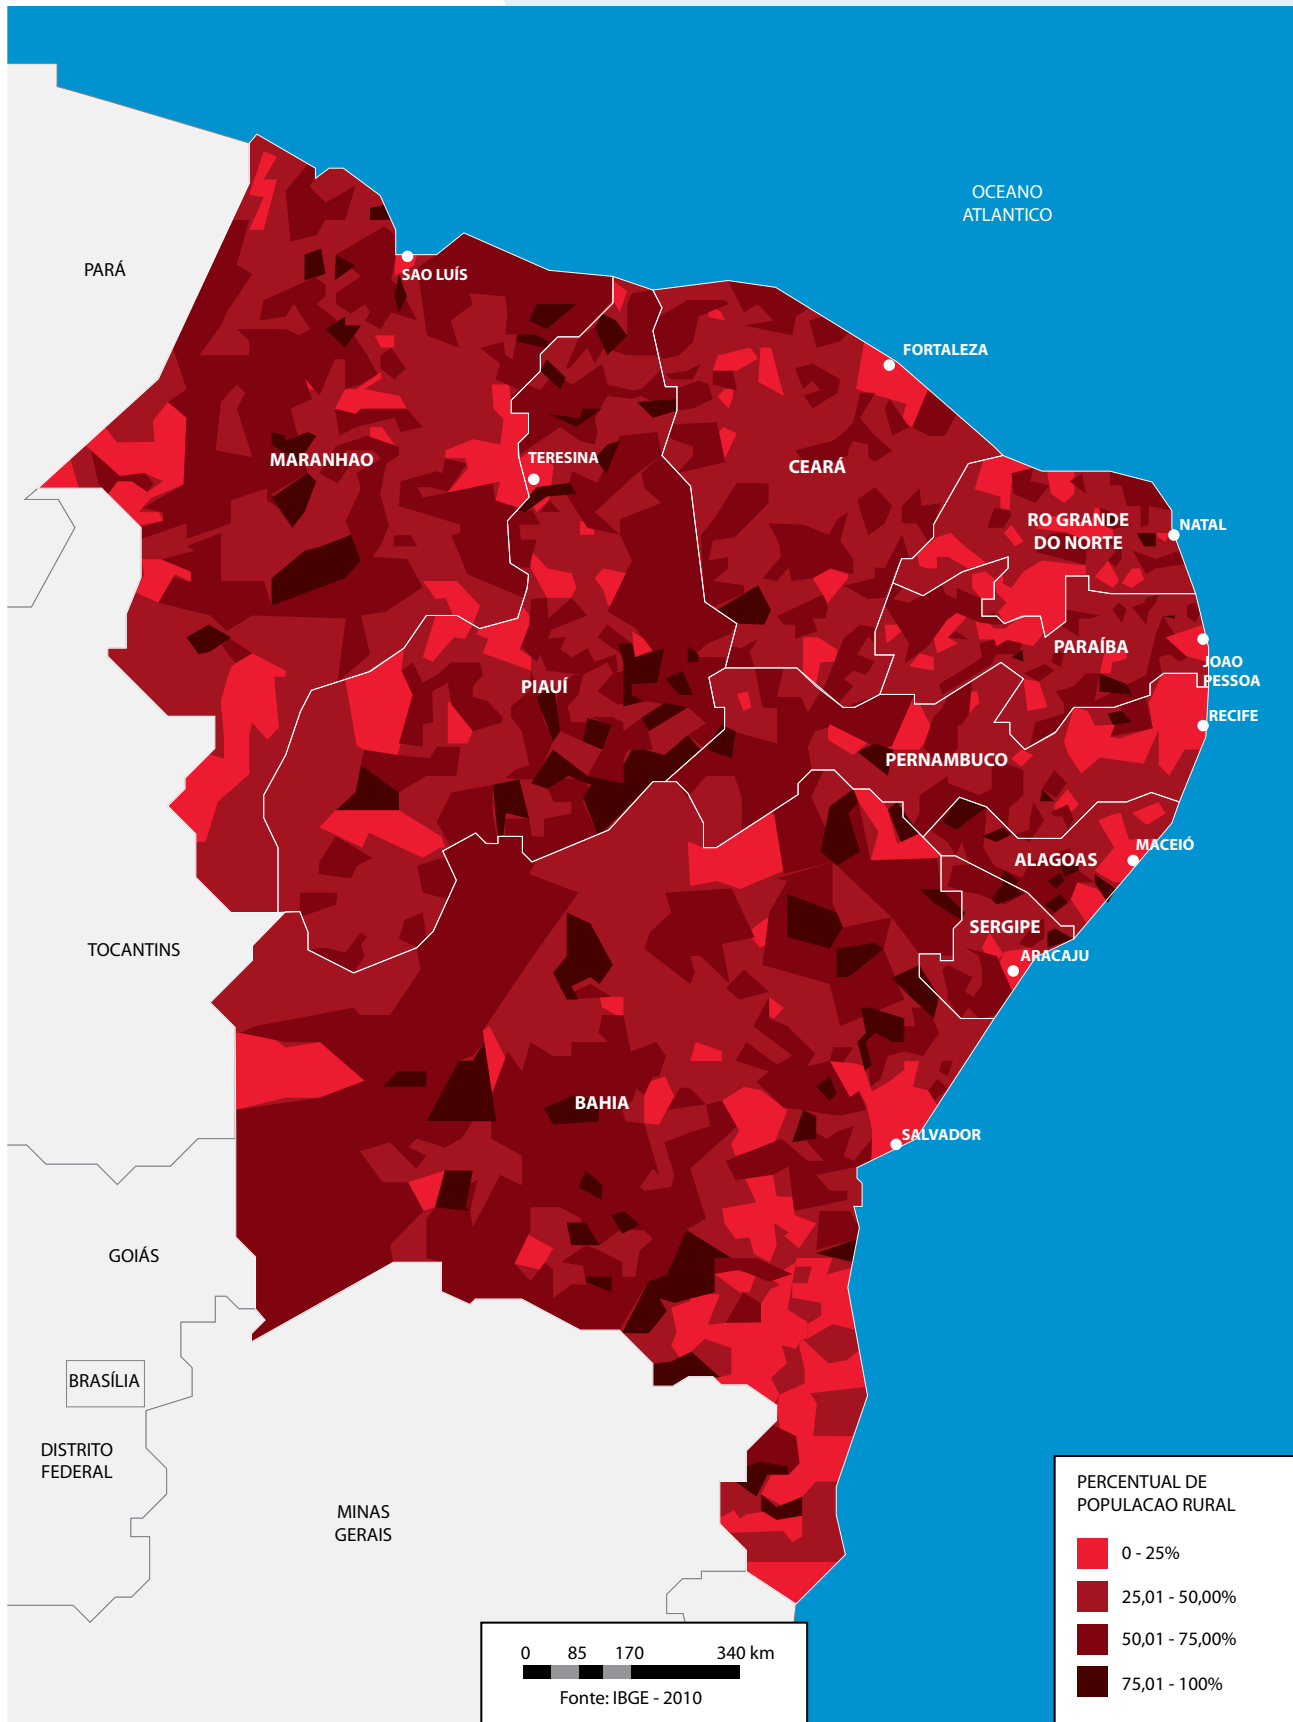 OCEANO
ATLANTICO
PARÁ
SAO LUÍS
FORTALEZA
MARANHAO
TERESINA
CEARÁ
RO GRANDE
DO NORTE
NATAL
PARAÍBA
JOAO
PESSOA
PIAUÍ
RECIFE
PERNAMBUCO
MACEIÓ
ALAGOAS
SERGIPE
ARACAJU
TOCANTINS
BAHIA
SALVADOR
GOIÁS
BRASÍLIA
DISTRITO
FEDERAL
MINAS
GERAIS
PERCENTUAL DE
POPULACAO RURAL
0 - 25%
25,01 - 50,00%
50,01 - 75,00%
75,01 - 100%
0 85 170 340 km
Fonte: IBGE - 2010